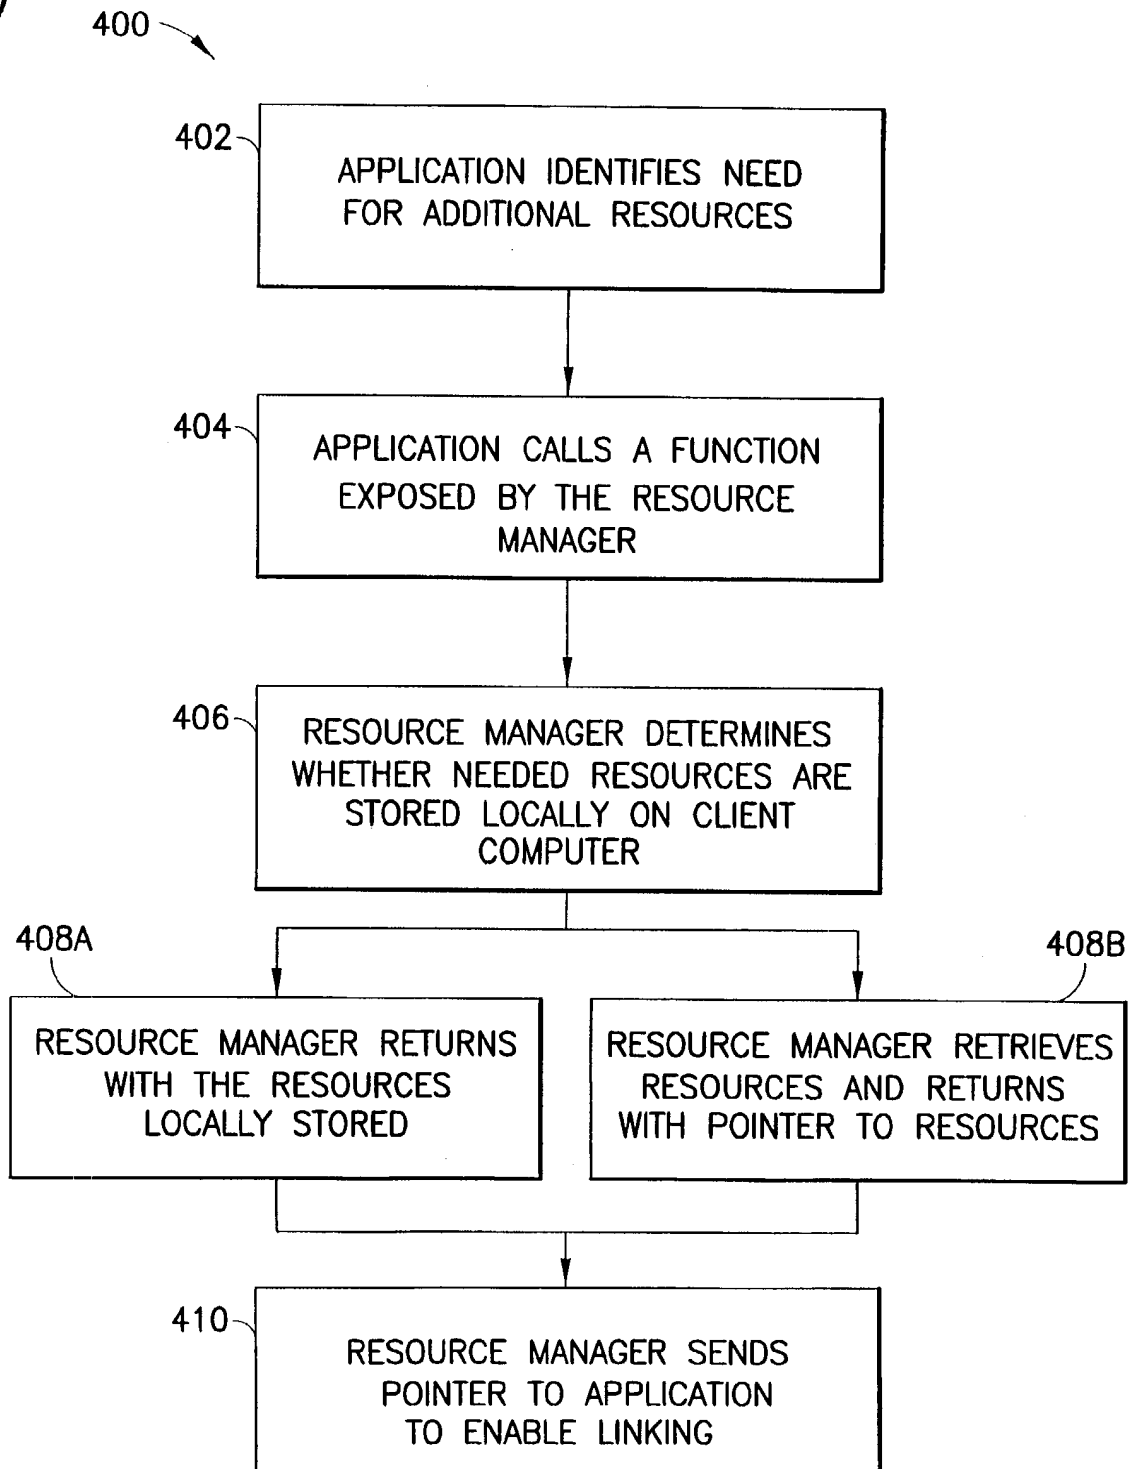 400
402
APPLICATION IDENTIFIES NEED
FOR ADDITIONAL RESOURCES
404
APPLICATION CALLS A FUNCTION
EXPOSED BY THE RESOURCE
MANAGER
406
RESOURCE MANAGER DETERMINES
WHETHER NEEDED RESOURCES ARE
STORED LOCALLY ON CLIENT
COMPUTER
408A
RESOURCE MANAGER RETURNS
WITH THE RESOURCES
LOCALLY STORED
408B
RESOURCE MANAGER RETRIEVES
RESOURCES AND RETURNS
WITH POINTER TO RESOURCES
410
RESOURCE MANAGER SENDS
POINTER TO APPLICATION
TO ENABLE LINKING